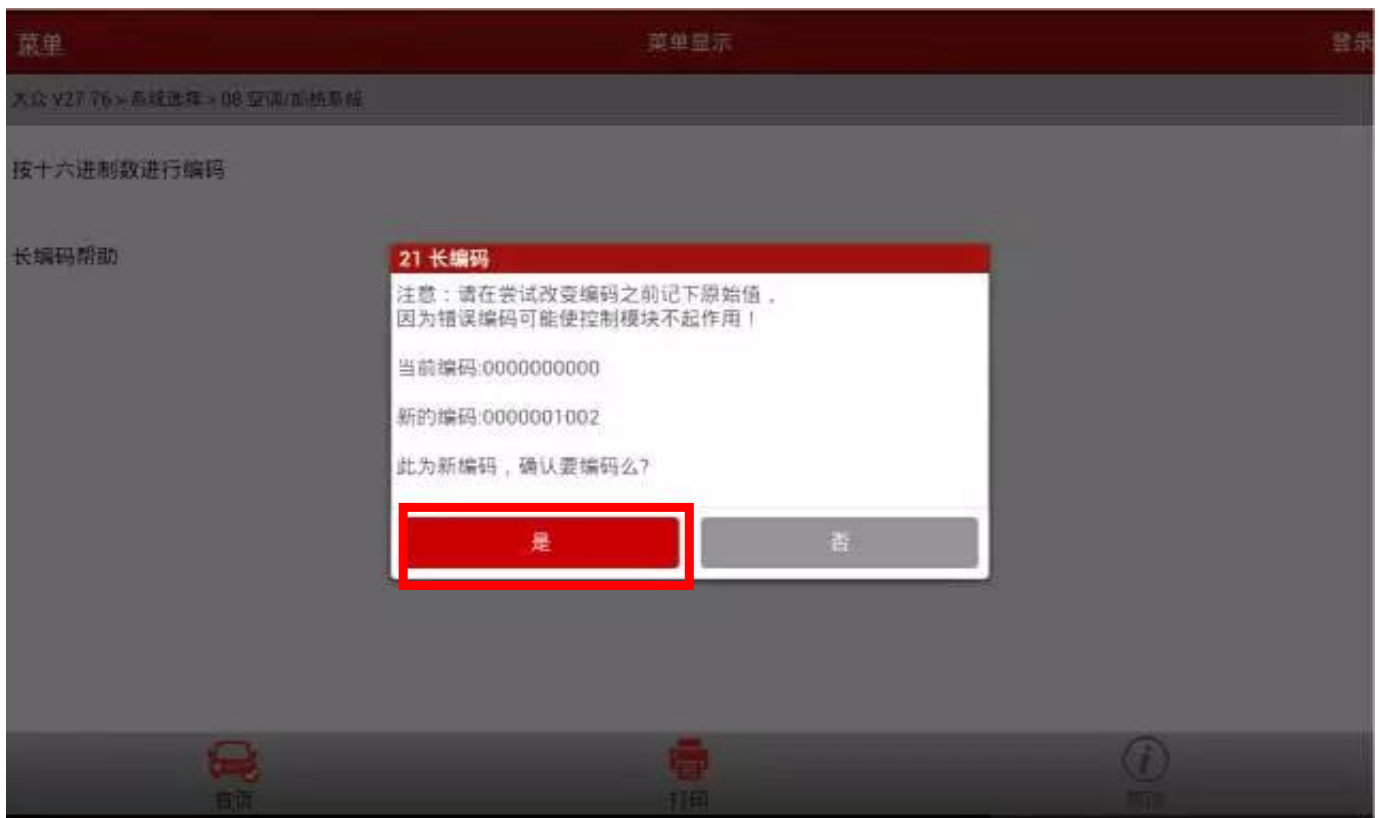 菜单
菜单显示
登录
大众 V27.76 > 系统选择 > 08 空调/加热系统
按十六进制数进行编码
长编码帮助
21 长编码
注意：请在尝试改变编码之前记下原始值，
因为错误编码可能使控制模块不起作用！
当前编码:0000000000
新的编码:0000001002
此为新编码，确认要编码么?
是
否
首页
打印